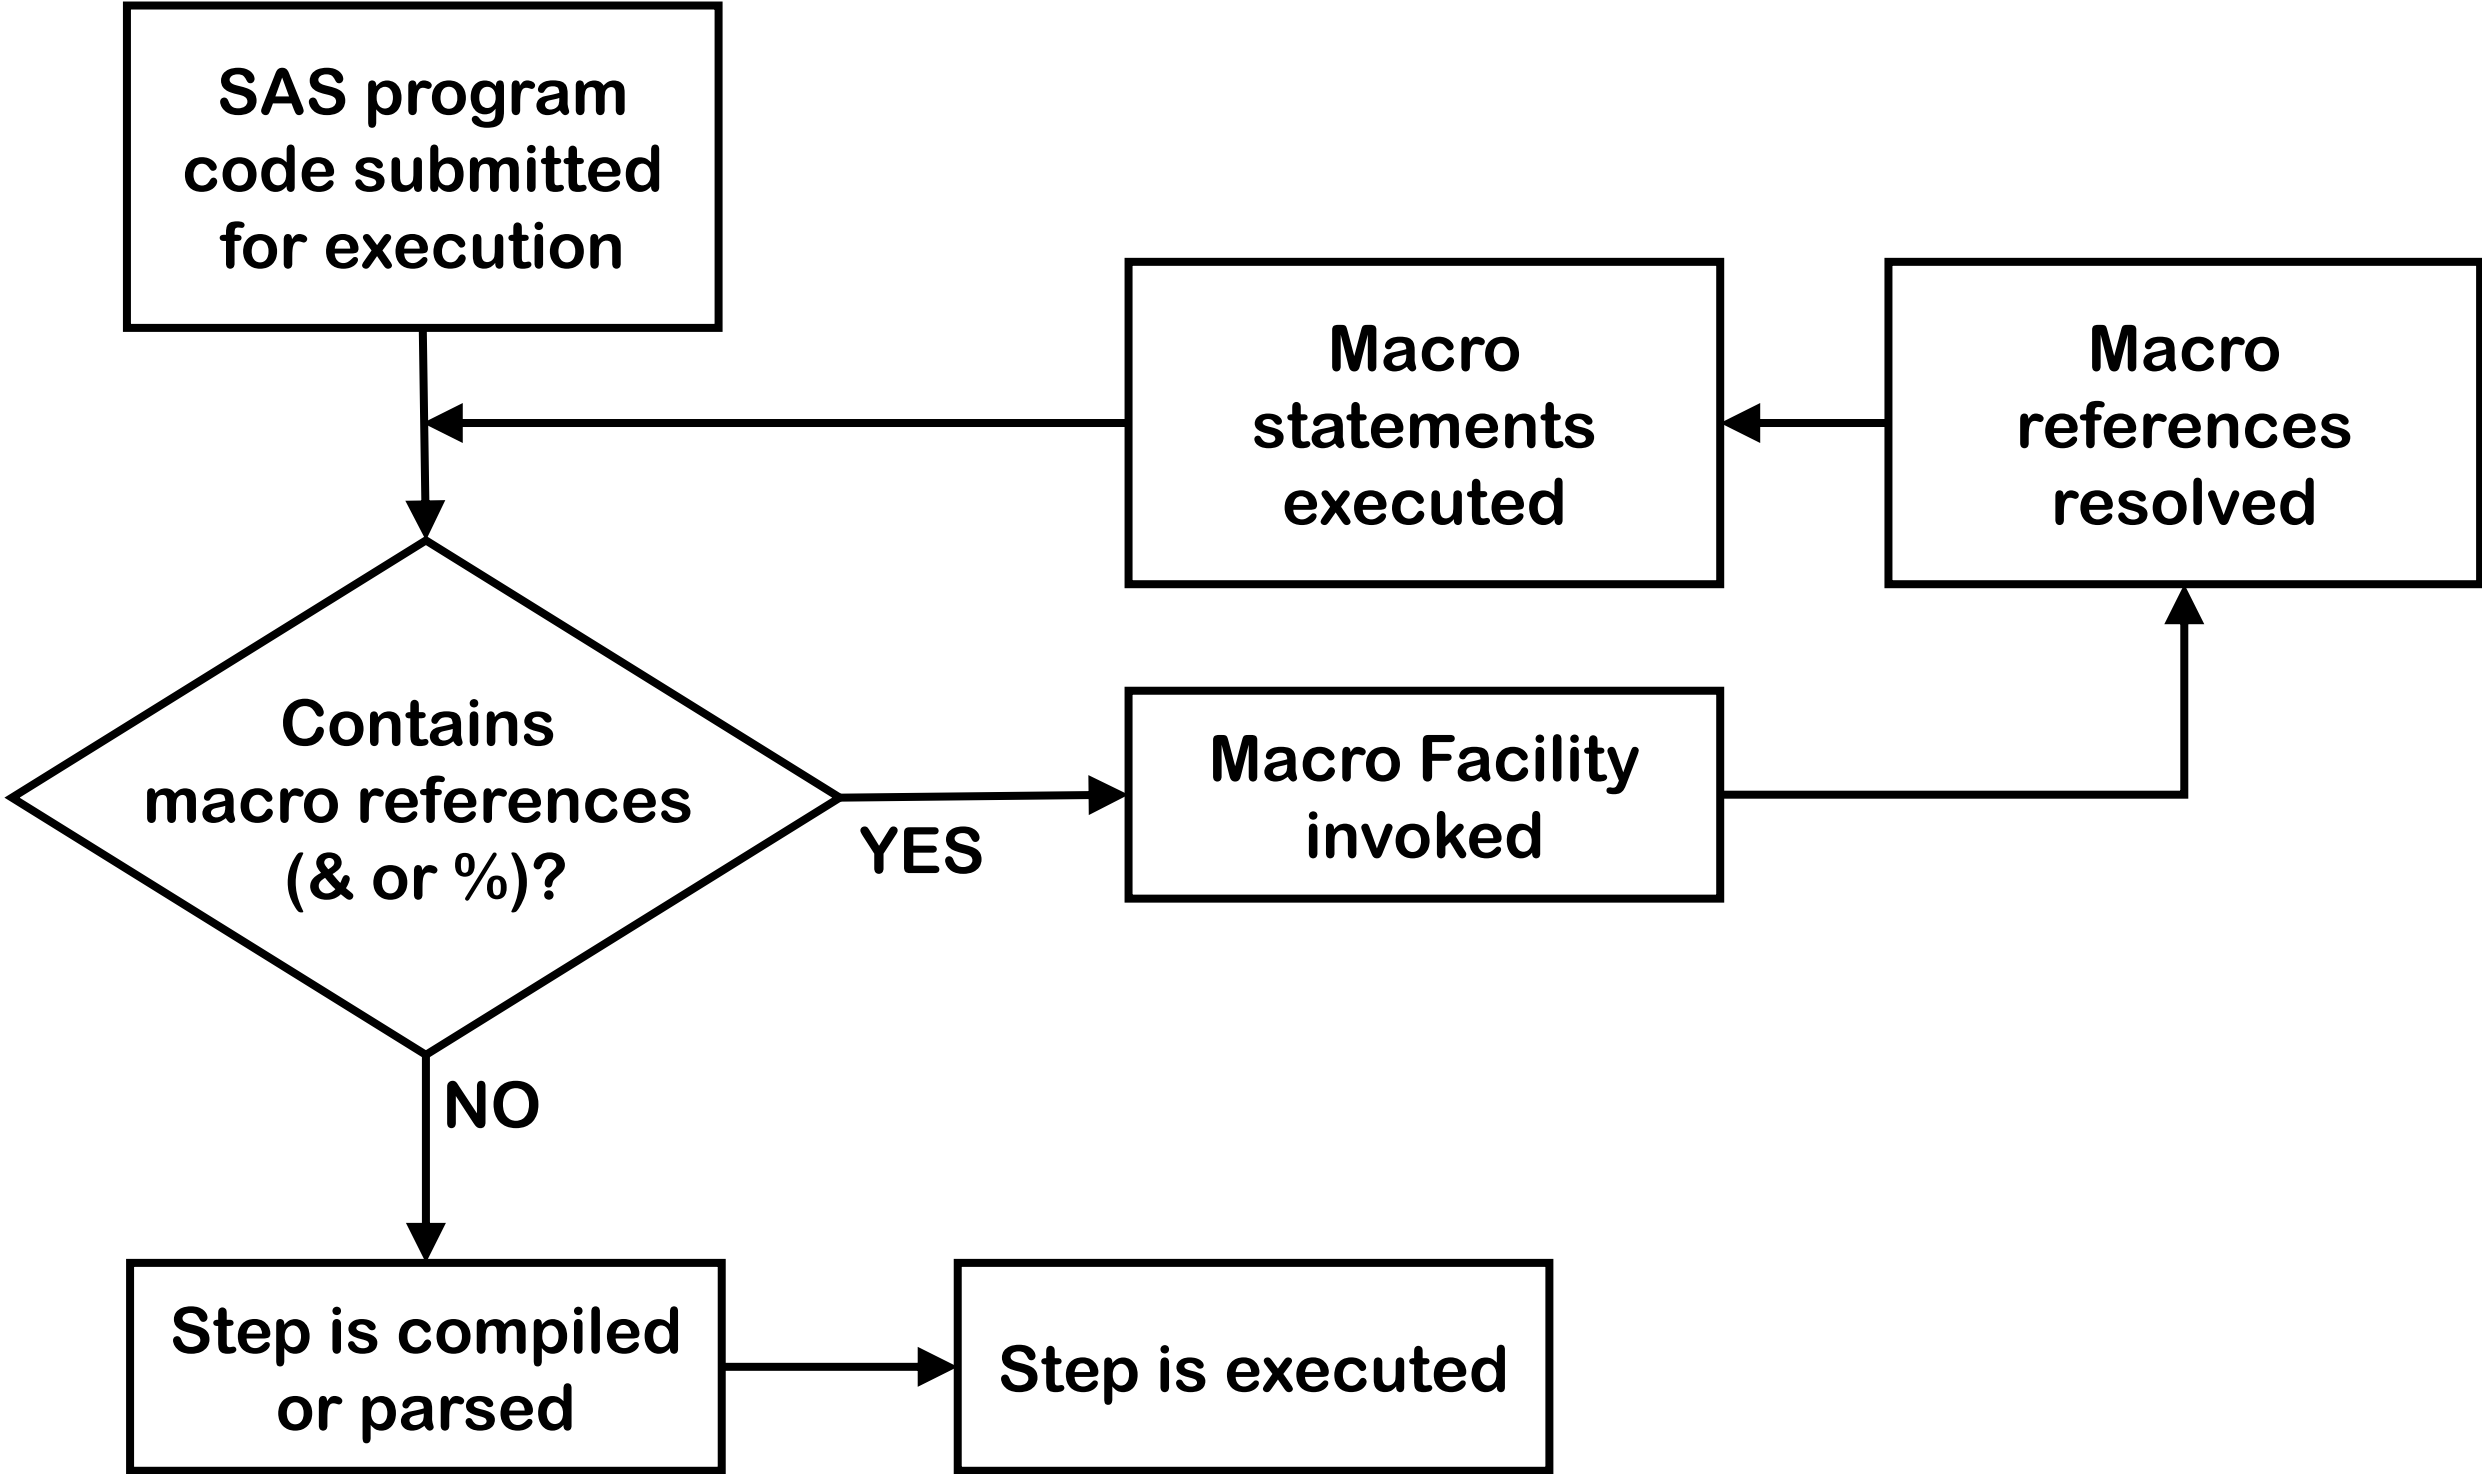 SAS program
code submitted
for execution
Macro
statements
executed
Macro
references
resolved
Contains
macro references
(& or %)?
YES
Macro Facility
invoked
NO
Step is compiled
or parsed
Step is executed